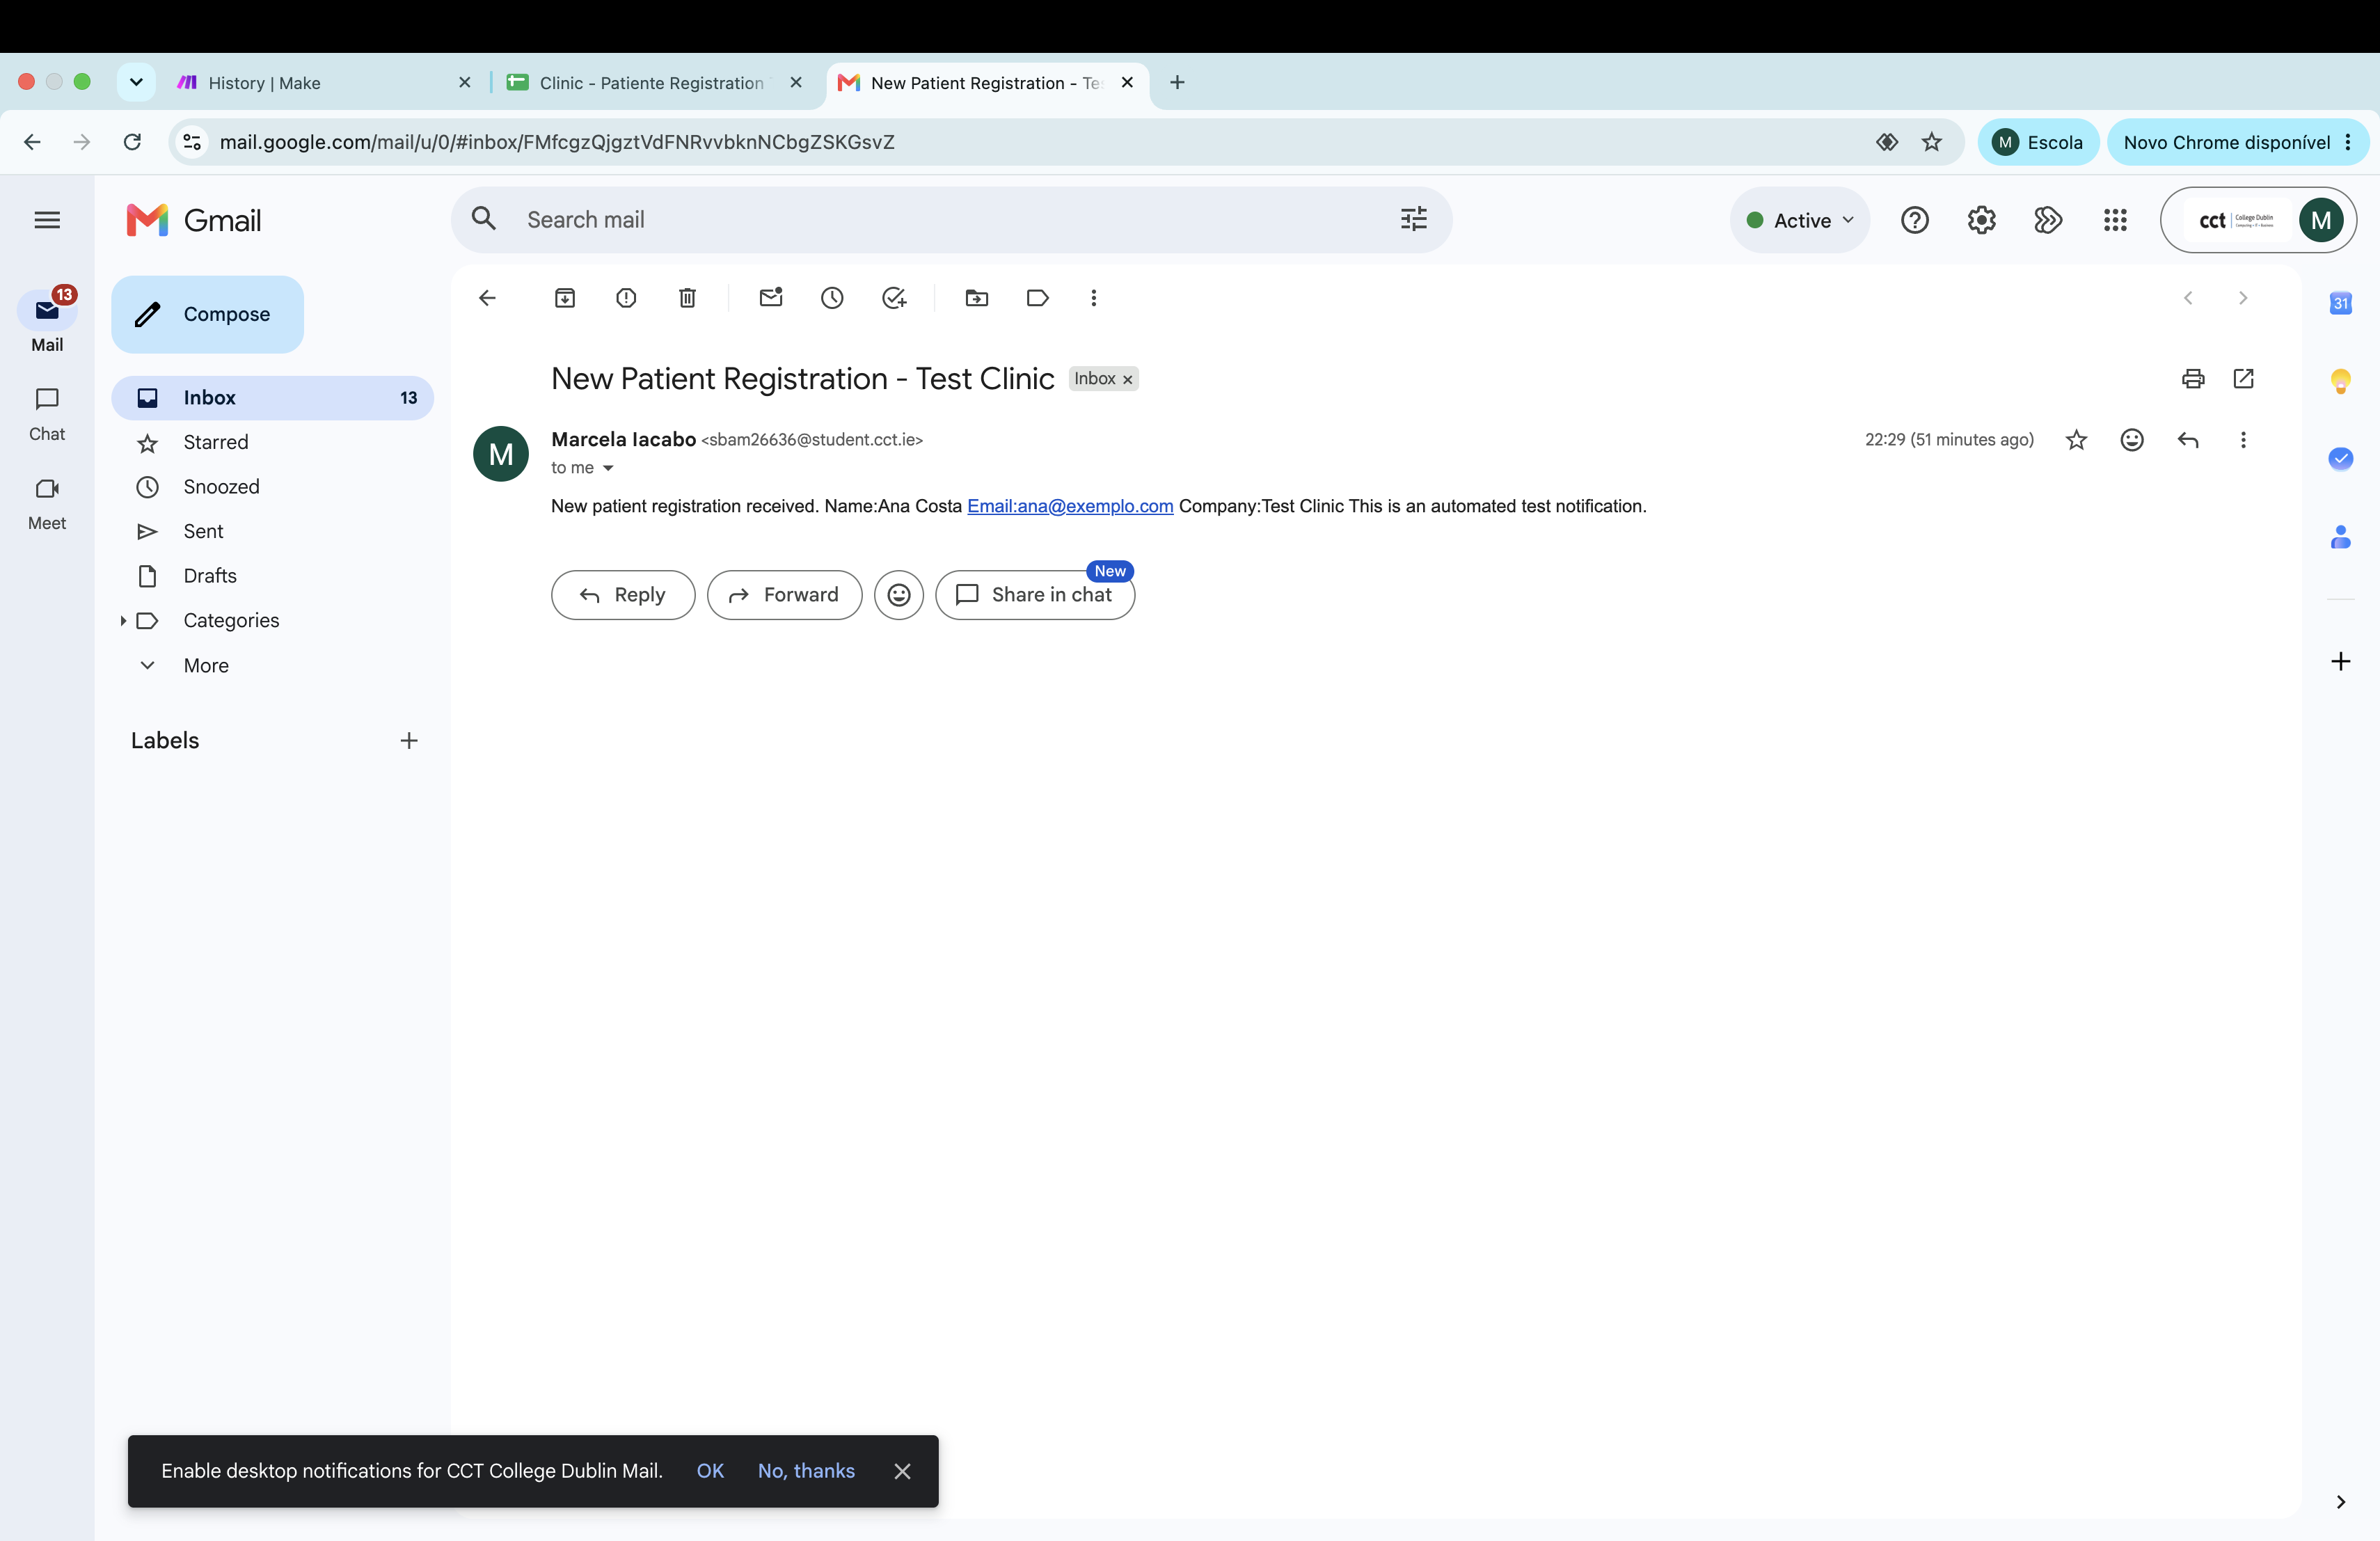 History | Make
Clinic - Patiente Registration
New Patient Registration - Te
mail.google.com/mail/u/0/#inbox/FMfcgzQjgztVdFNRvvbknNCbgZSKGsvZ
M Escola
Novo Chrome disponível
Gmail
Search mail
Active
cct College Dublin
M
13
Mail
Chat
Meet
Compose
Inbox 13
Starred
Snoozed
Sent
Drafts
Categories
More
Labels
31
New Patient Registration - Test Clinic Inbox
M
Marcela Iacabo <sbam26636@student.cct.ie>
22:29 (51 minutes ago)
to me
New patient registration received. Name:Ana Costa Email:ana@exemplo.com Company:Test Clinic This is an automated test notification.
Reply
Forward
Share in chat
New
Enable desktop notifications for CCT College Dublin Mail. OK No, thanks